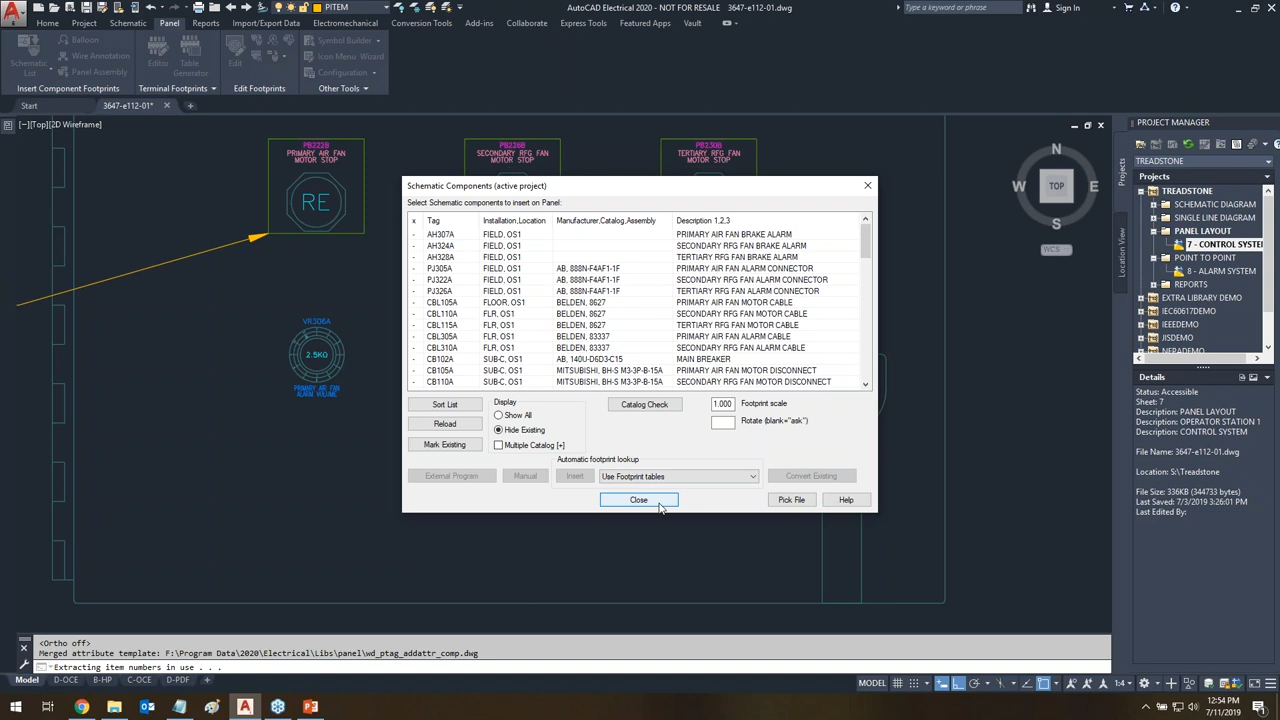 PITEM
AutoCAD Electrical 2020 - NOT FOR RESALE 3647-e112-01.dwg
Type a keyword or phrase
Sign In
Home Project Schematic Panel Reports Import/Export Data Electromechanical Conversion Tools Add-ins Collaborate Express Tools Featured Apps Vault
Schematic List
Balloon
Wire Annotation
Panel Assembly
Editor
Table Generator
Edit
Symbol Builder
Icon Menu Wizard
Configuration
Insert Component Footprints
Terminal Footprints
Edit Footprints
Other Tools
Start
3647-e112-01*
[−][Top][2D Wireframe]
PB222B
PRIMARY AIR FAN
MOTOR STOP
RE
PB226B
SECONDARY RFG FAN
MOTOR STOP
PB230B
TERTIARY RFG FAN
MOTOR STOP
VR306A
2.5KΩ
PRIMARY AIR FAN
ALARM VOLUME
N
W
TOP
E
S
WCS
Schematic Components (active project)
Select Schematic components to insert on Panel:
x Tag Installation,Location Manufacturer,Catalog,Assembly Description 1,2,3
- AH307A FIELD, OS1 PRIMARY AIR FAN BRAKE ALARM
- AH324A FIELD, OS1 SECONDARY RFG FAN BRAKE ALARM
- AH328A FIELD, OS1 TERTIARY RFG FAN BRAKE ALARM
- PJ305A FIELD, OS1 AB, 888N-F4AF1-1F PRIMARY AIR FAN ALARM CONNECTOR
- PJ322A FIELD, OS1 AB, 888N-F4AF1-1F SECONDARY RFG FAN ALARM CONNECTOR
- PJ326A FIELD, OS1 AB, 888N-F4AF1-1F TERTIARY RFG FAN ALARM CONNECTOR
- CBL105A FLOOR, OS1 BELDEN, 8627 PRIMARY AIR FAN MOTOR CABLE
- CBL110A FLR, OS1 BELDEN, 8627 SECONDARY RFG FAN MOTOR CABLE
- CBL115A FLR, OS1 BELDEN, 8627 TERTIARY RFG FAN MOTOR CABLE
- CBL305A FLR, OS1 BELDEN, 83337 PRIMARY AIR FAN ALARM CABLE
- CBL310A FLR, OS1 BELDEN, 83337 SECONDARY RFG FAN ALARM CABLE
- CB102A SUB-C, OS1 AB, 140U-D6D3-C15 MAIN BREAKER
- CB105A SUB-C, OS1 MITSUBISHI, BH-S M3-3P-B-15A PRIMARY AIR FAN MOTOR DISCONNECT
- CB110A SUB-C, OS1 MITSUBISHI, BH-S M3-3P-B-15A SECONDARY RFG FAN MOTOR DISCONNECT
Sort List
Reload
Mark Existing
Display
Show All
Hide Existing
Multiple Catalog [+]
Catalog Check
1.000 Footprint scale
Rotate (blank="ask")
Automatic footprint lookup
External Program
Manual
Insert
Use Footprint tables
Convert Existing
Close
Pick File
Help
PROJECT MANAGER
TREADSTONE
Projects
TREADSTONE
SCHEMATIC DIAGRAM
SINGLE LINE DIAGRAM
PANEL LAYOUT
7 - CONTROL SYSTE
POINT TO POINT
8 - ALARM SYSTEM
REPORTS
EXTRA LIBRARY DEMO
IEC60617DEMO
IEEEDEMO
JISDEMO
NEPADEMO
Projects
Location View
Details
Status: Accessible
Sheet: 7
Description: PANEL LAYOUT
Description: OPERATOR STATION 1
Description: CONTROL SYSTEM
File Name: 3647-e112-01.dwg
File Location: S:\Treadstone
File Size: 336KB (344733 bytes)
Last Saved: 7/3/2019 3:26:01 PM
Last Edited By:
<Ortho off>
Merged attribute template: F:\Program Data\2020\Electrical\Libs\panel\wd_ptag_addattr_comp.dwg
Extracting item numbers in use . . .
Model D-OCE B-HP C-OCE D-PDF
MODEL
1:4
12:54 PM
7/11/2019